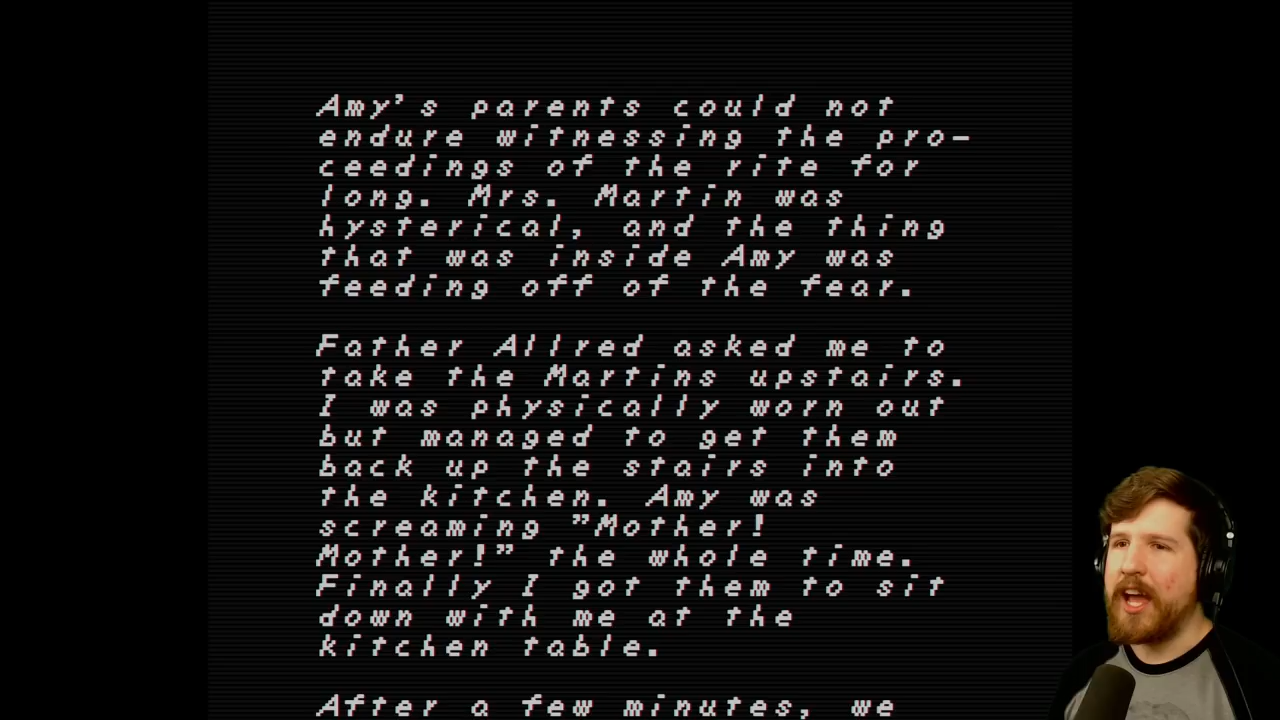 Amy's parents could not
endure witnessing the pro-
ceedings of the rite for
long. Mrs. Martin was
hysterical, and the thing
that was inside Amy was
feeding off of the fear.
Father Allred asked me to
take the Martins upstairs.
I was physically worn out
but managed to get them
back up the stairs into
the kitchen. Amy was
screaming "Mother!
Mother!" the whole time.
Finally I got them to sit
down with me at the
kitchen table.
After a few minutes, we